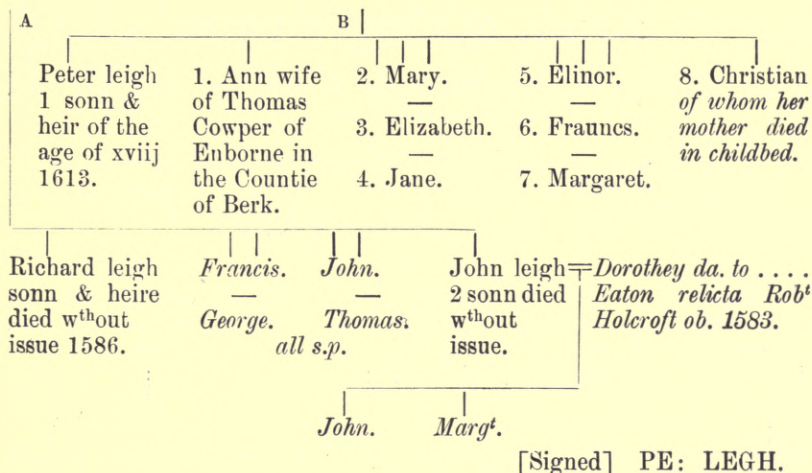 A B
Peter leigh 1. Ann wife 2. Mary. 5. Elinor. 8. Christian
1 sonn & of Thomas — — of whom her
heir of the Cowper of 3. Elizabeth. 6. Frauncs. mother died
age of xviij Enborne in — — in childbed.
1613. the Countie 4. Jane. 7. Margaret.
of Berk.
Richard leigh Francis. John. John leigh=Dorothey da. to . . . .
sonn & heire — — 2 sonn died Eaton relicta Robᵗ
died wᵗʰout George. Thomas. wᵗʰout Holcroft ob. 1583.
issue 1586. all s.p. issue.
John. Margᵗ.
[Signed] PE: LEGH.